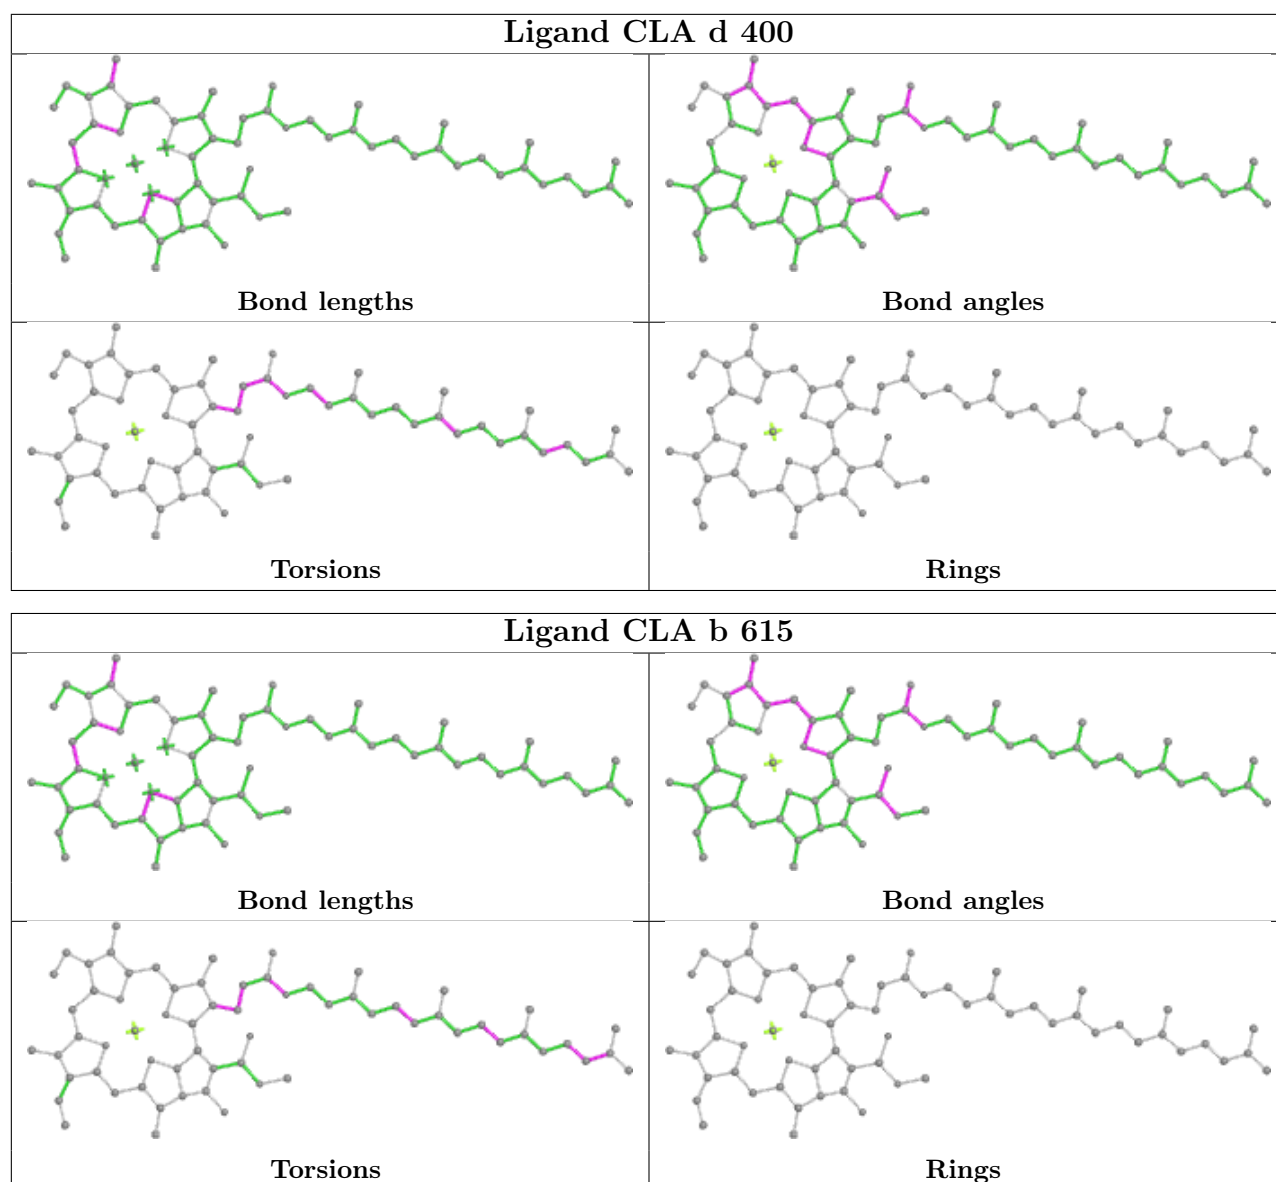 Ligand CLA d 400
Bond lengths
Bond angles
Torsions
Rings
Ligand CLA b 615
Bond lengths
Bond angles
Torsions
Rings